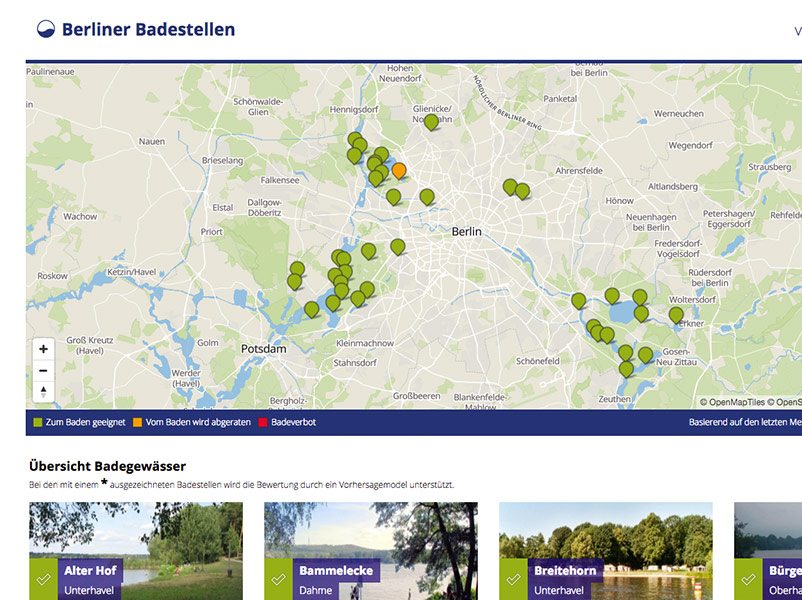 Berliner Badestellen
V
Paulinenaue
Hohen
Neuendorf
bei Berlin
Schönwalde-
Glien
Hennigsdorf
Glienicke/
NÖRDLICHER BERLINER RING
Panketal
Werneuchen
Nauen
Brieselang
Wegendorf
Falkensee
Ahrensfelde
Strausberg
Altlandsberg
Elstal
Dallgow-
Döberitz
Hönow
Wachow
Neuenhagen
bei Berlin
Petershagen/
Eggersdorf
Rehfelde
Priort
Berlin
Fredersdorf-
Vogelsdorf
Roskow
Ketzin/Havel
Rüdersdorf
bei Berlin
Woltersdorf
Erkner
Groß Kreutz
(Havel)
Golm
Potsdam
Kleinmachnow
Stahnsdorf
Schönefeld
Gosen-
Neu Zittau
Werder
(Havel)
Bergholz-
Großbeeren
Blankenfelde-
Mahlow
Zeuthen
© OpenMapTiles © OpenS
Zum Baden geeignet Vom Baden wird abgeraten Badeverbot
Basierend auf den letzten Me
Übersicht Badegewässer
Bei den mit einem * ausgezeichneten Badestellen wird die Bewertung durch ein Vorhersagemodel unterstützt.
Alter Hof
Unterhavel
Bammelecke
Dahme
Breitehorn
Unterhavel
Bürge
Oberha